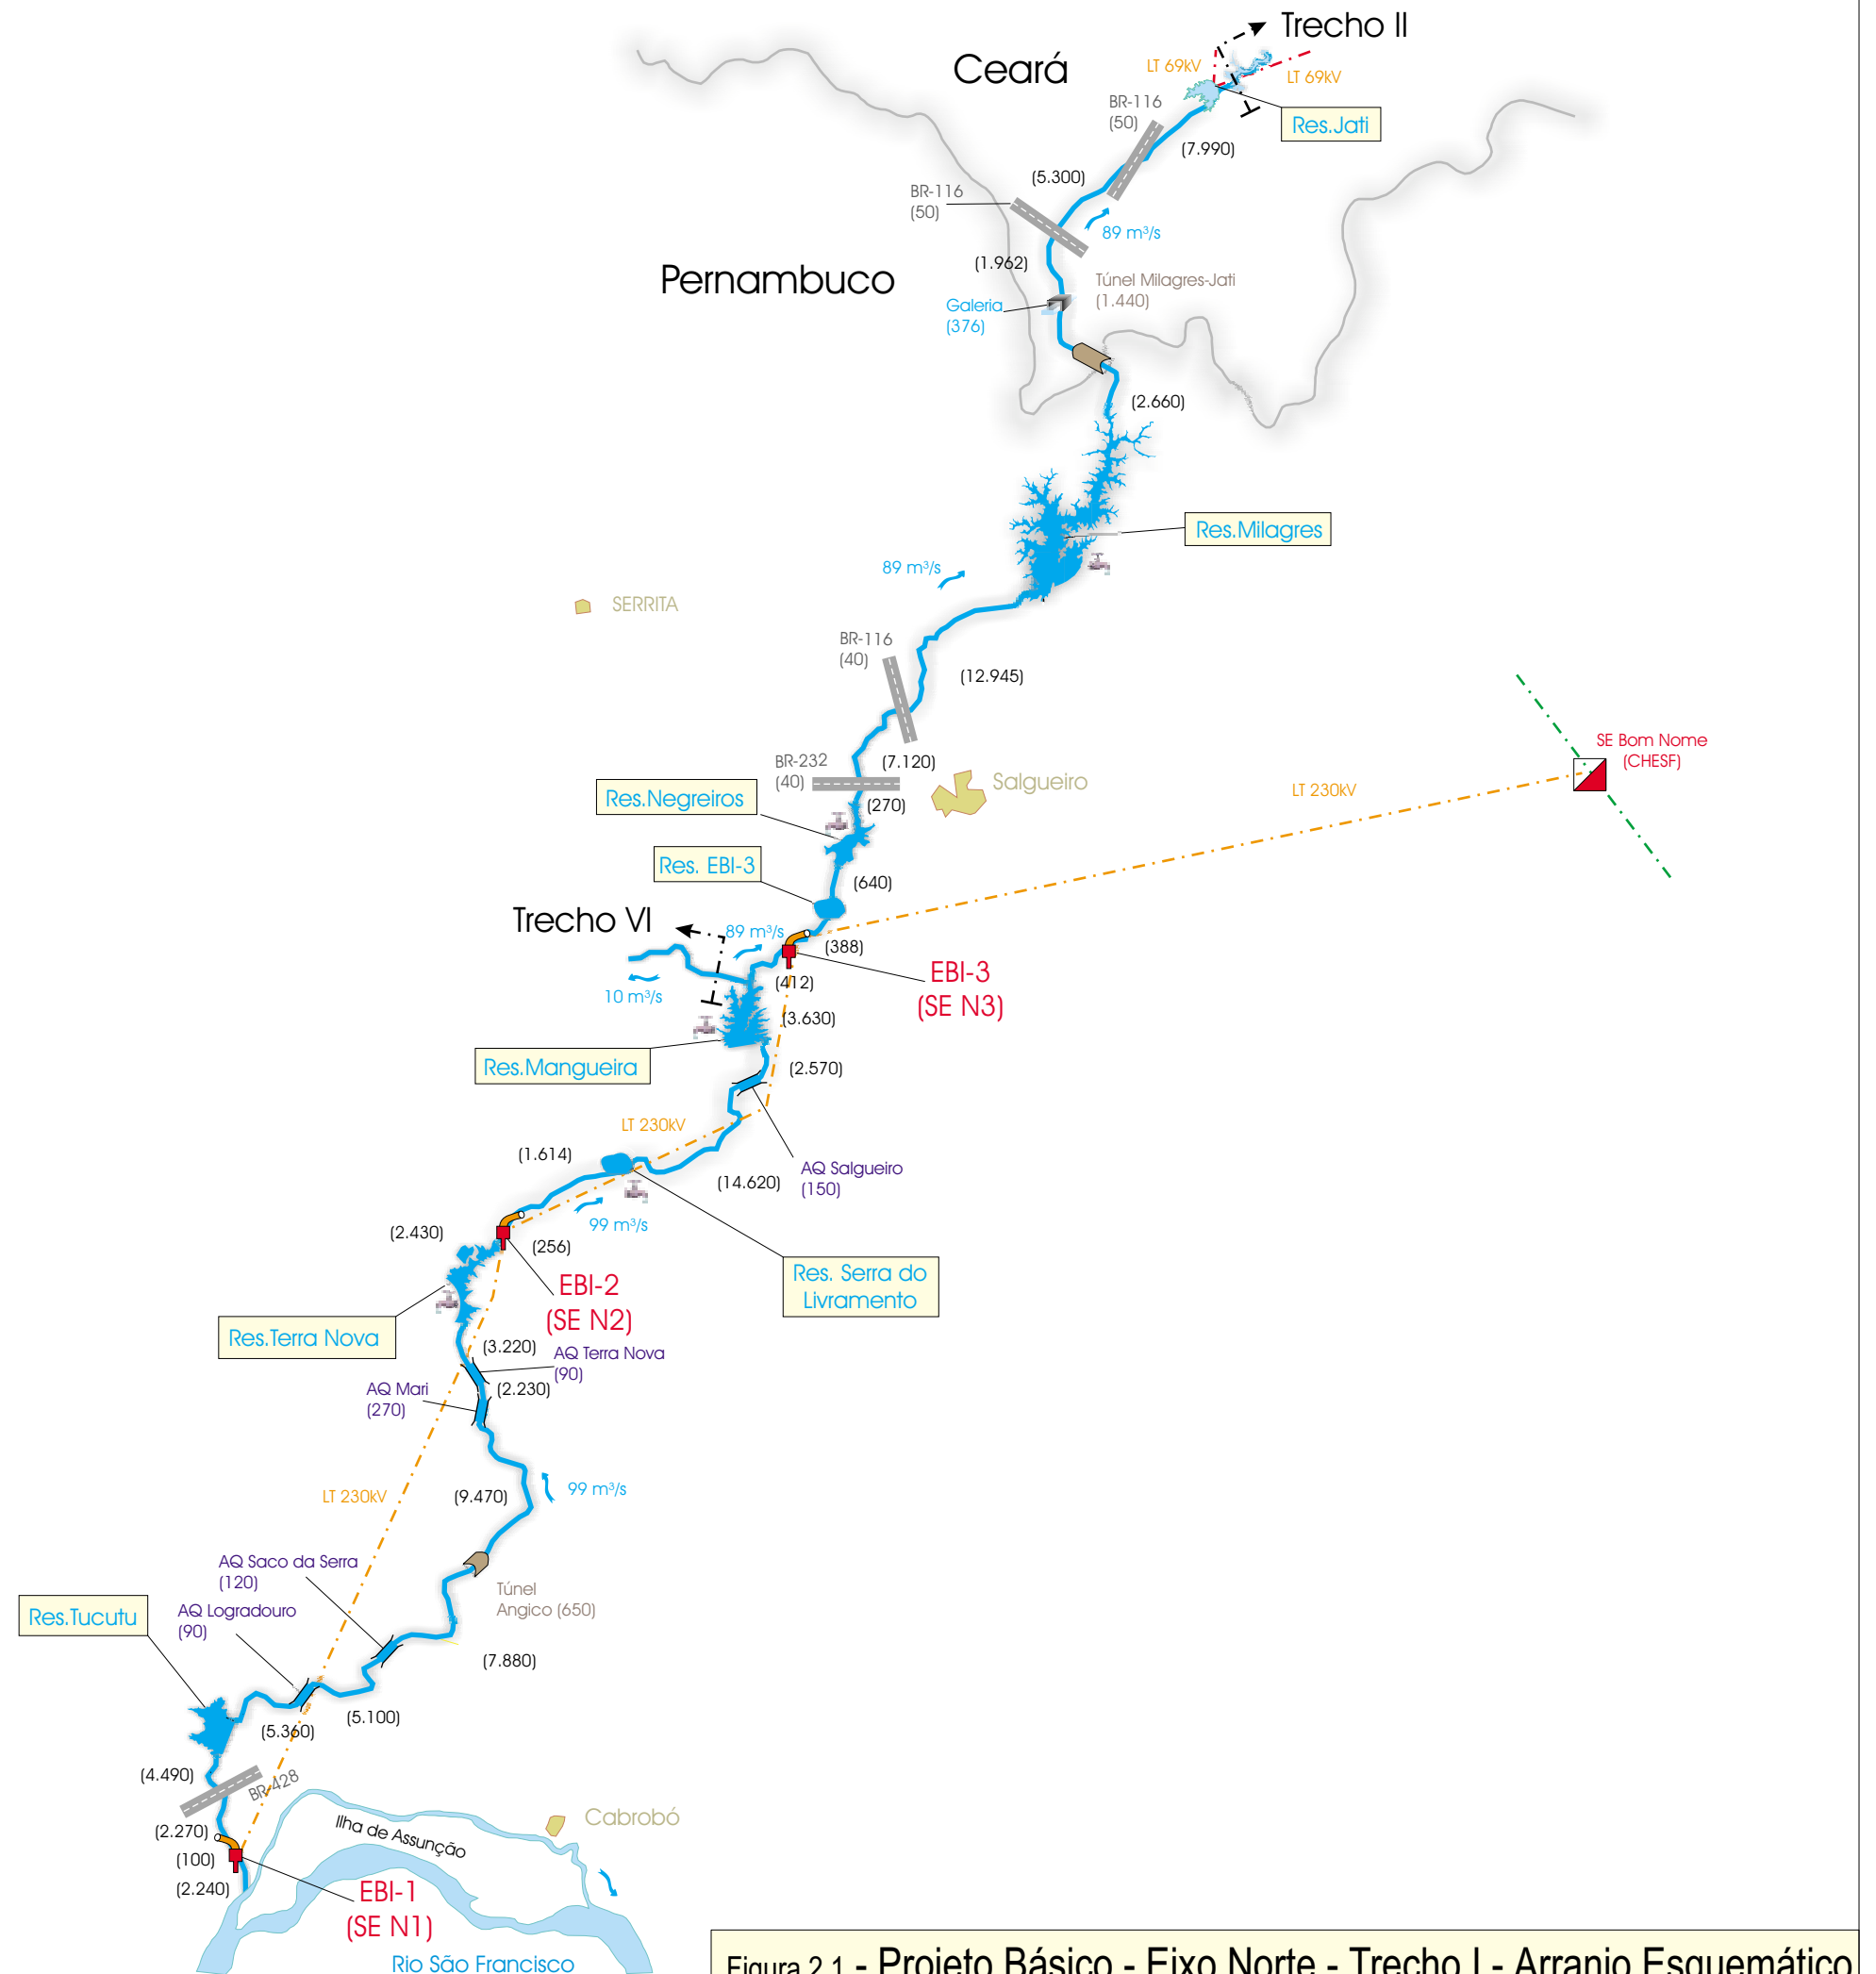 Trecho II
Ceará
LT 69kV
LT 69kV
BR-116
(50)
Res.Jati
(7.990)
(5.300)
BR-116
(50)
89 m³/s
(1.962)
Pernambuco
Túnel Milagres-Jati
(1.440)
Galeria
(376)
(2.660)
Res.Milagres
89 m³/s
SERRITA
BR-116
(40)
(12.945)
SE Bom Nome
(CHESF)
BR-232
(40)
(7.120)
Salgueiro
LT 230kV
Res.Negreiros
(270)
Res. EBI-3
(640)
Trecho VI
89 m³/s
(388)
EBI-3
(SE N3)
(412)
10 m³/s
(3.630)
Res.Mangueira
(2.570)
LT 230kV
(1.614)
AQ Salgueiro
(150)
(14.620)
99 m³/s
(2.430)
(256)
Res. Serra do
Livramento
EBI-2
(SE N2)
Res.Terra Nova
(3.220)
AQ Terra Nova
(90)
AQ Mari
(270)
(2.230)
LT 230kV
(9.470)
99 m³/s
AQ Saco da Serra
(120)
Túnel
Angico (650)
Res.Tucutu
AQ Logradouro
(90)
(7.880)
(5.360)
(5.100)
(4.490)
BR-428
Cabrobó
Ilha de Assunção
(2.270)
(100)
(2.240)
EBI-1
(SE N1)
Rio São Francisco
Figura 2.1 - Projeto Básico - Eixo Norte - Trecho I - Arranjo Esquemático